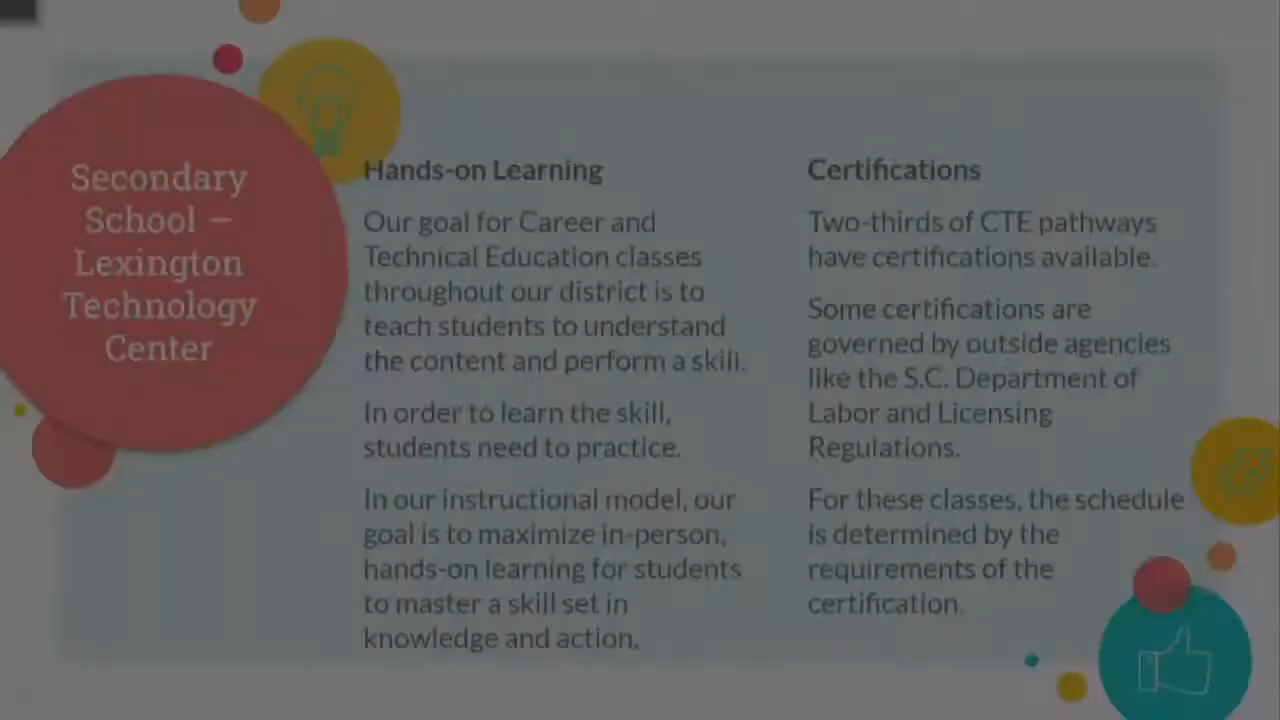 Secondary
School —
Lexington
Technology
Center
Hands-on Learning
Our goal for Career and
Technical Education classes
throughout our district is to
teach students to understand
the content and perform a skill.
In order to learn the skill,
students need to practice.
In our instructional model, our
goal is to maximize in-person,
hands-on learning for students
to master a skill set in
knowledge and action.
Certifications
Two-thirds of CTE pathways
have certifications available.
Some certifications are
governed by outside agencies
like the S.C. Department of
Labor and Licensing
Regulations.
For these classes, the schedule
is determined by the
requirements of the
certification.